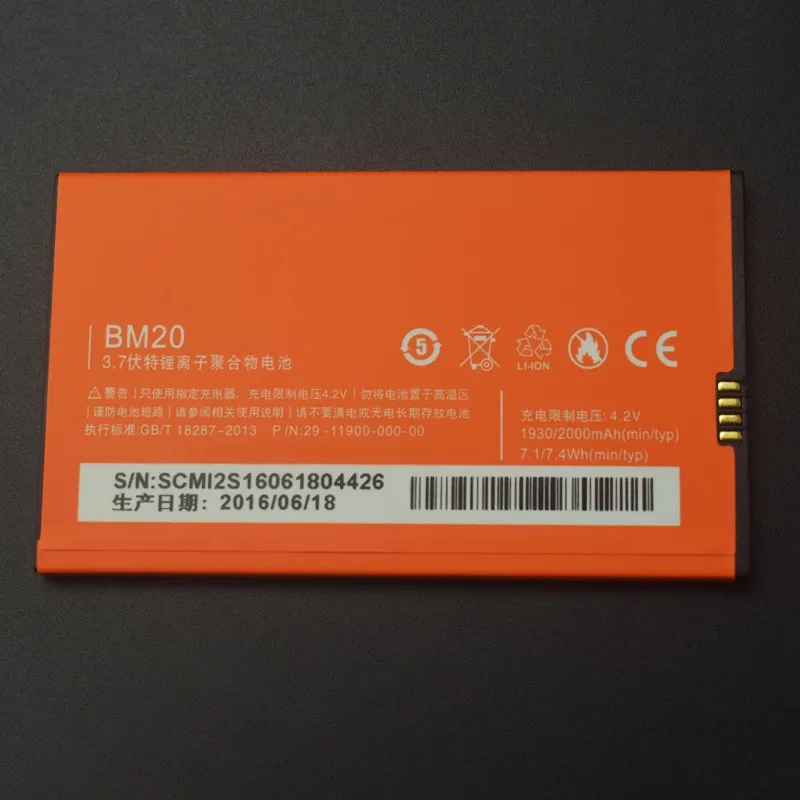 BM20
3.7伏特锂离子聚合物电池
⚠警告|只使用指定充电器，充电限制电压4.2V|勿将电池置于高温区
谨防电池短路|请参阅相关使用说明|请不要满电或无电长期存放电池
执行标准:GB/T 18287-2013 P/N:29-11900-000-00
5
LI-ION
CE
充电限制电压: 4.2V
1930/2000mAh(min/typ)
7.1/7.4Wh(min/typ)
S/N:SCMI2S16061804426
生产日期: 2016/06/18